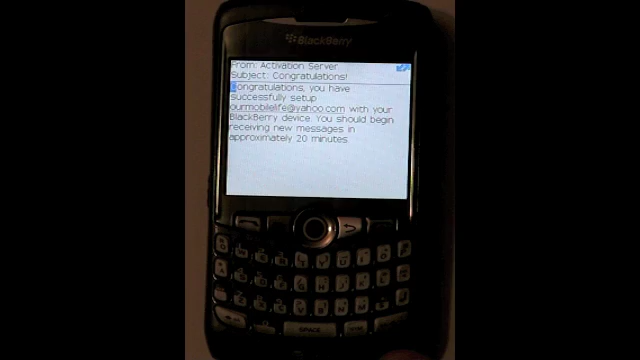 BlackBerry
From: Activation Server
Subject: Congratulations!
Congratulations, you have
successfully setup
ourmobilelife@yahoo.com with your
BlackBerry device. You should begin
receiving new messages in
approximately 20 minutes.
SPACE